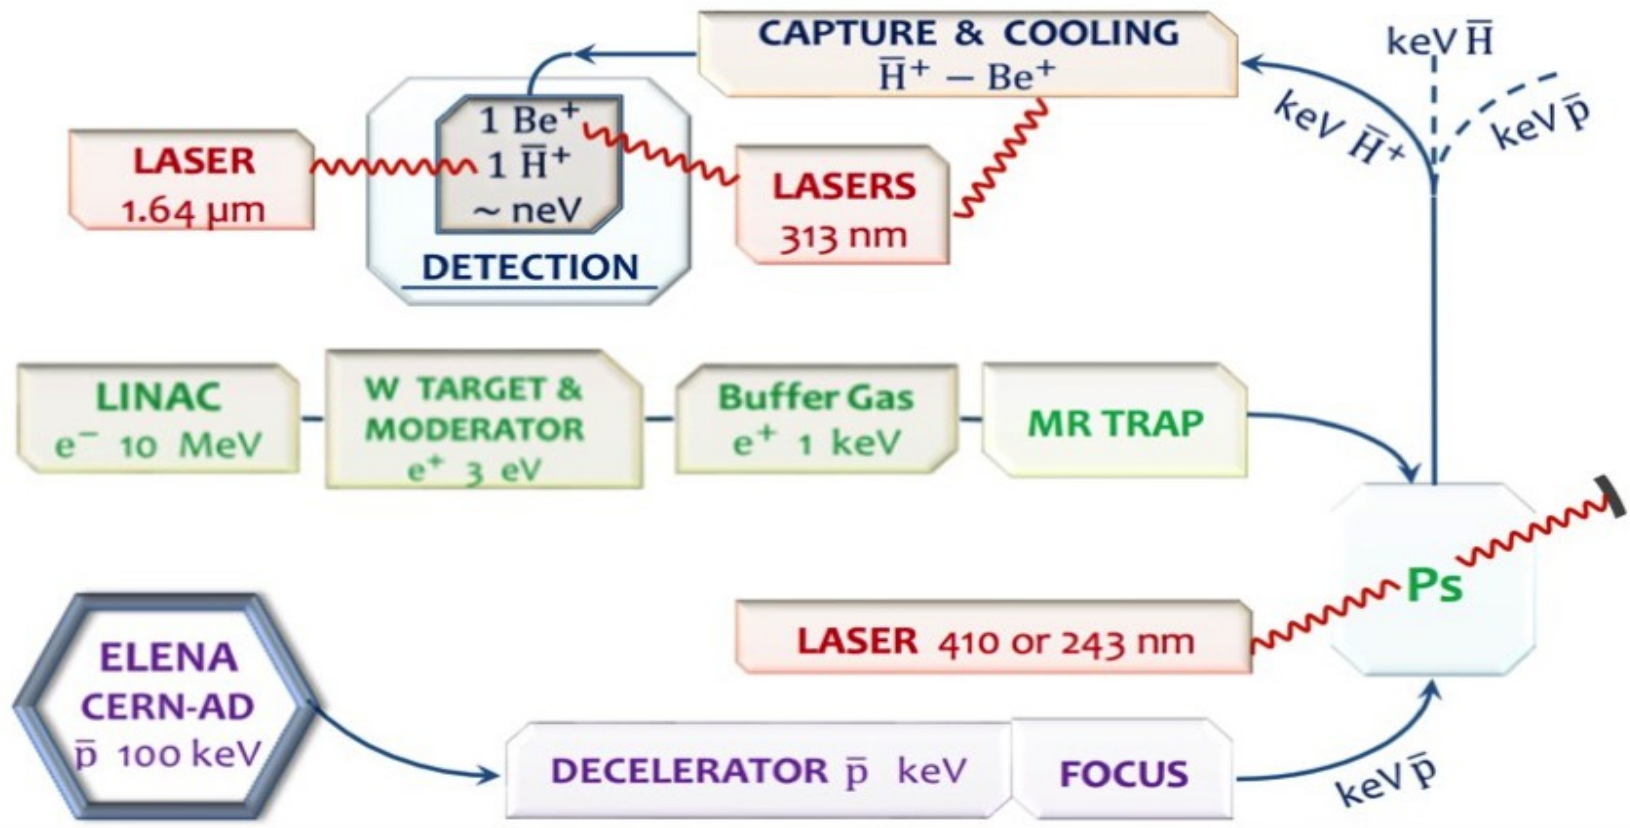 CAPTURE & COOLING
H̅⁺ − Be⁺
keV H̅
keV p̅
keV H̅⁺
1 Be⁺
1 H̅⁺
~ neV
DETECTION
LASER
1.64 µm
LASERS
313 nm
LINAC
e⁻ 10 MeV
W TARGET &
MODERATOR
e⁺ 3 eV
Buffer Gas
e⁺ 1 keV
MR TRAP
Ps
LASER 410 or 243 nm
ELENA
CERN-AD
p̅ 100 keV
DECELERATOR p̅ keV
FOCUS
keV p̅